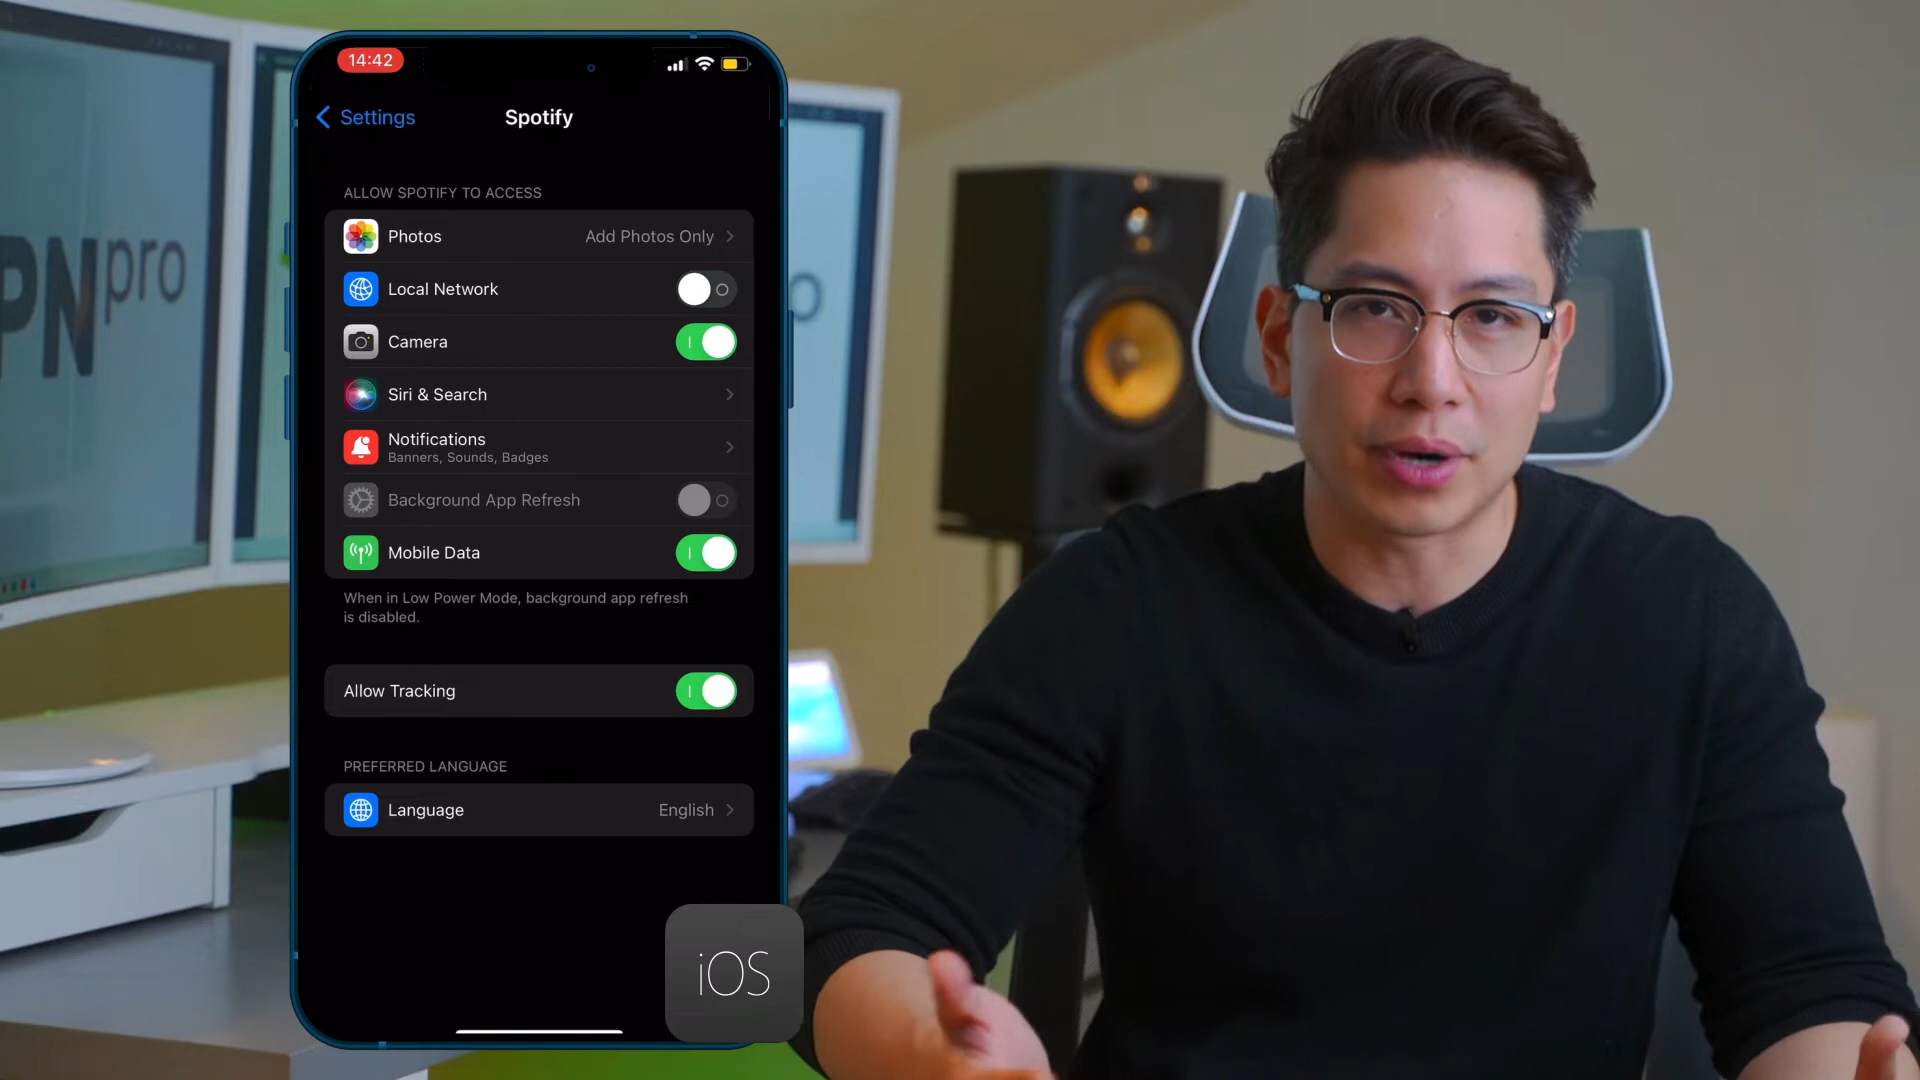 14:42
Settings
Spotify
ALLOW SPOTIFY TO ACCESS
Photos
Add Photos Only
Local Network
Camera
Siri & Search
Notifications
Banners, Sounds, Badges
Background App Refresh
Mobile Data
When in Low Power Mode, background app refresh
is disabled.
Allow Tracking
PREFERRED LANGUAGE
Language
English
iOS
PNpro